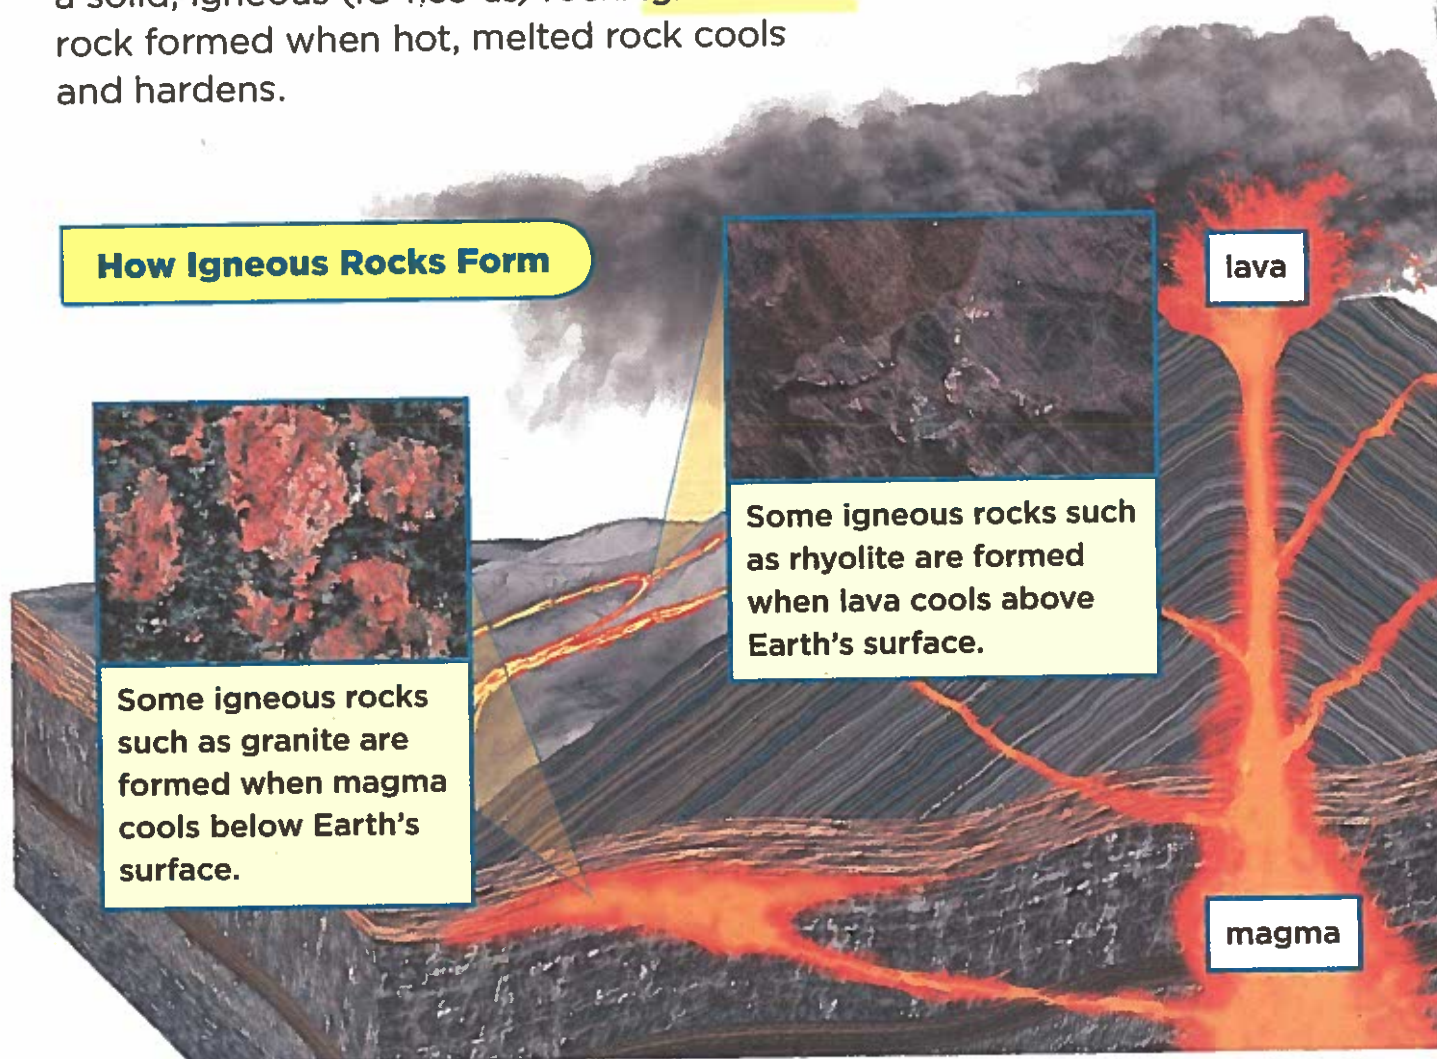 a solid, igneous
rock formed when hot, melted rock cools
and hardens.
How Igneous Rocks Form
lava
Some igneous rocks such
as rhyolite are formed
when lava cools above
Earth's surface.
Some igneous rocks
such as granite are
formed when magma
cools below Earth's
surface.
magma